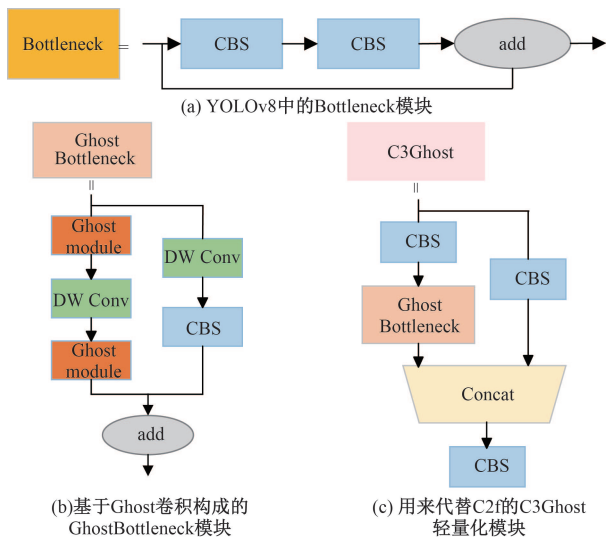 Bottleneck
=
CBS
CBS
add
(a) YOLOv8中的Bottleneck模块
Ghost
Bottleneck
=
Ghost
module
DW Conv
Ghost
module
DW Conv
CBS
add
(b)基于Ghost卷积构成的
GhostBottleneck模块
C3Ghost
=
CBS
Ghost
Bottleneck
CBS
Concat
CBS
(c) 用来代替C2f的C3Ghost
轻量化模块